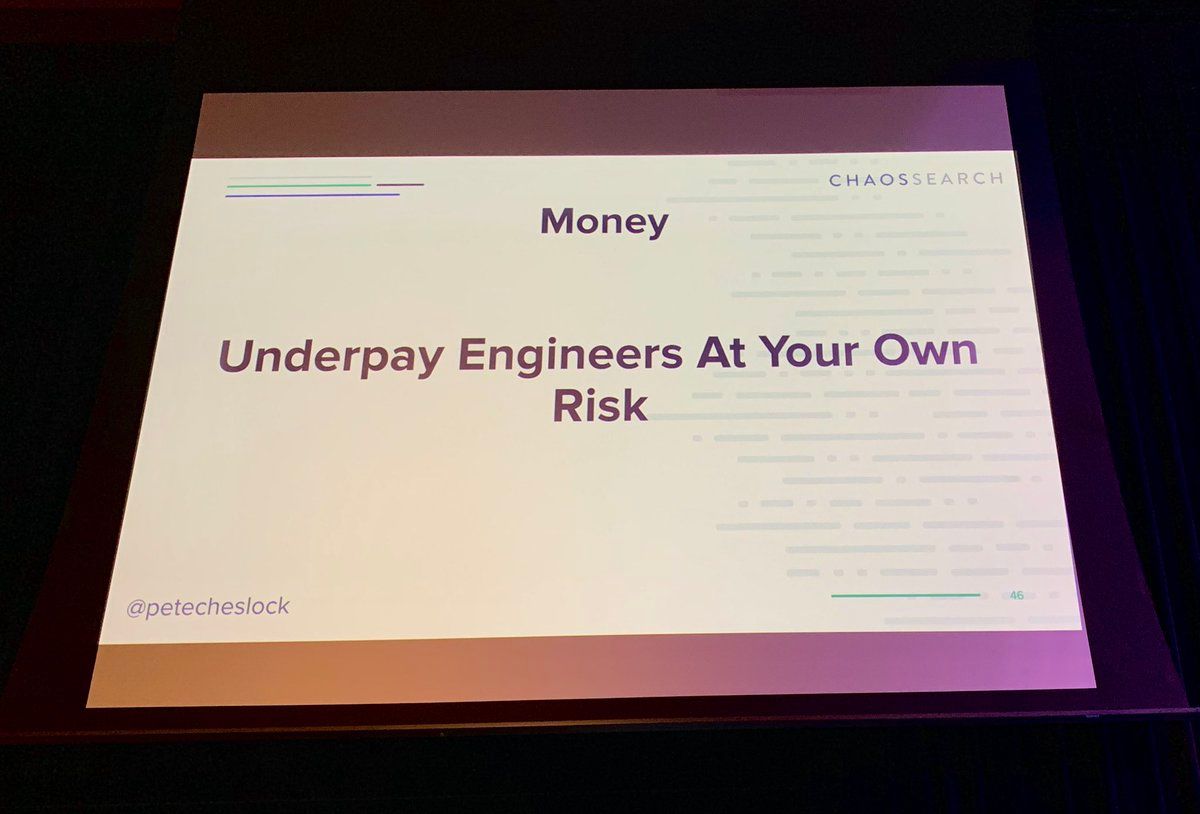 CHAOSSEARCH
Money
Underpay Engineers At Your Own
Risk
@petecheslock
46